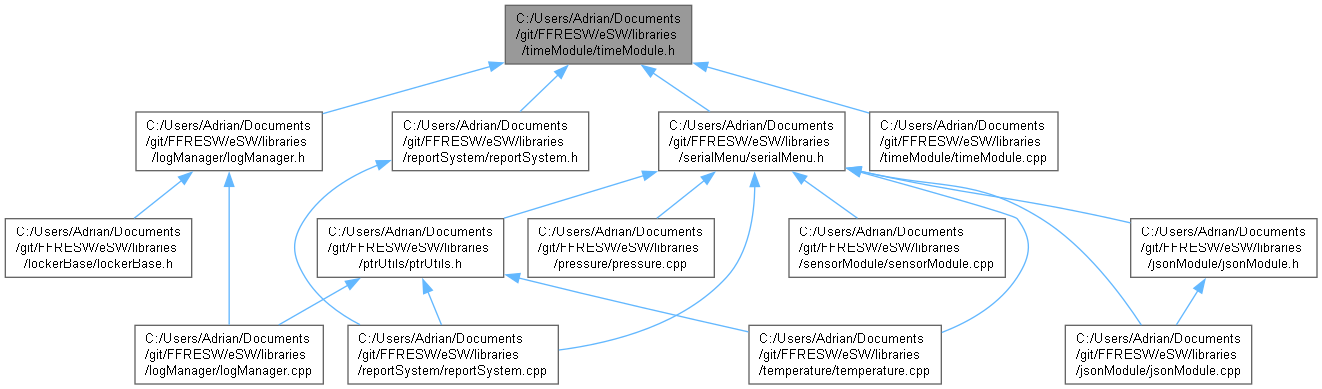 C:/Users/Adrian/Documents
/git/FFRESW/eSW/libraries
/timeModule/timeModule.h
C:/Users/Adrian/Documents
/git/FFRESW/eSW/libraries
/logManager/logManager.h
C:/Users/Adrian/Documents
/git/FFRESW/eSW/libraries
/reportSystem/reportSystem.h
C:/Users/Adrian/Documents
/git/FFRESW/eSW/libraries
/serialMenu/serialMenu.h
C:/Users/Adrian/Documents
/git/FFRESW/eSW/libraries
/timeModule/timeModule.cpp
C:/Users/Adrian/Documents
/git/FFRESW/eSW/libraries
/lockerBase/lockerBase.h
C:/Users/Adrian/Documents
/git/FFRESW/eSW/libraries
/ptrUtils/ptrUtils.h
C:/Users/Adrian/Documents
/git/FFRESW/eSW/libraries
/pressure/pressure.cpp
C:/Users/Adrian/Documents
/git/FFRESW/eSW/libraries
/sensorModule/sensorModule.cpp
C:/Users/Adrian/Documents
/git/FFRESW/eSW/libraries
/jsonModule/jsonModule.h
C:/Users/Adrian/Documents
/git/FFRESW/eSW/libraries
/logManager/logManager.cpp
C:/Users/Adrian/Documents
/git/FFRESW/eSW/libraries
/reportSystem/reportSystem.cpp
C:/Users/Adrian/Documents
/git/FFRESW/eSW/libraries
/temperature/temperature.cpp
C:/Users/Adrian/Documents
/git/FFRESW/eSW/libraries
/jsonModule/jsonModule.cpp